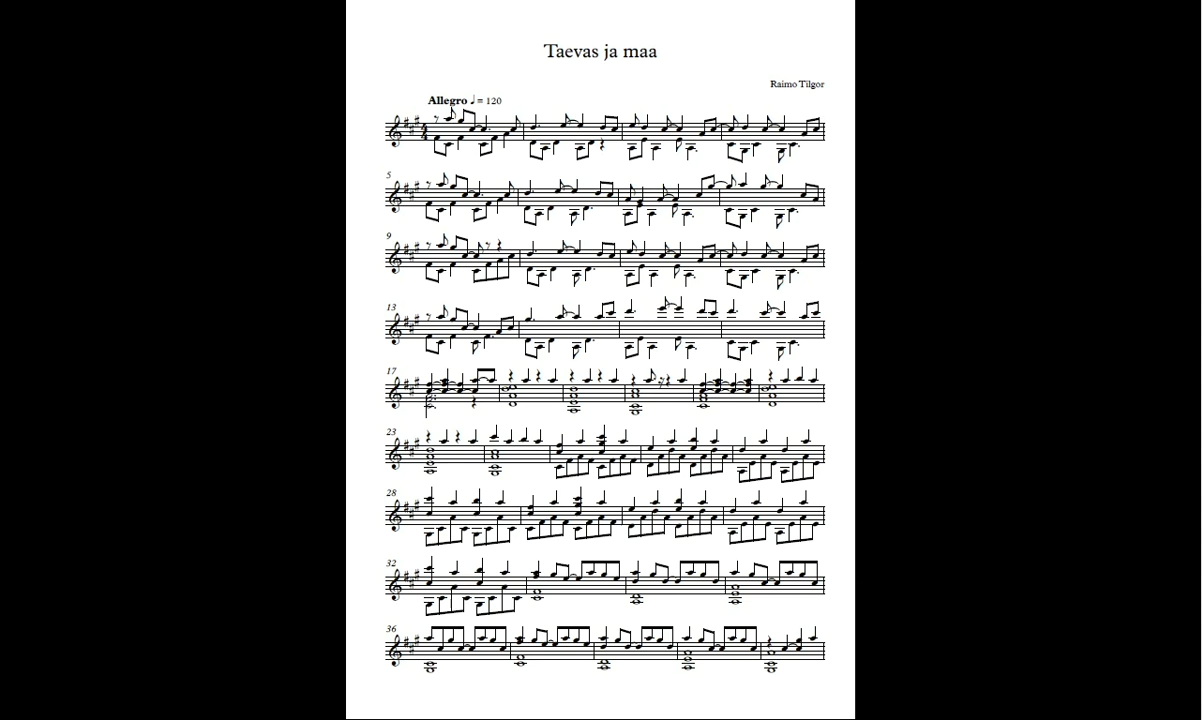 Taevas ja maa
Raimo Tilgor
Allegro ♩ = 120
5
9
13
17
23
28
32
36